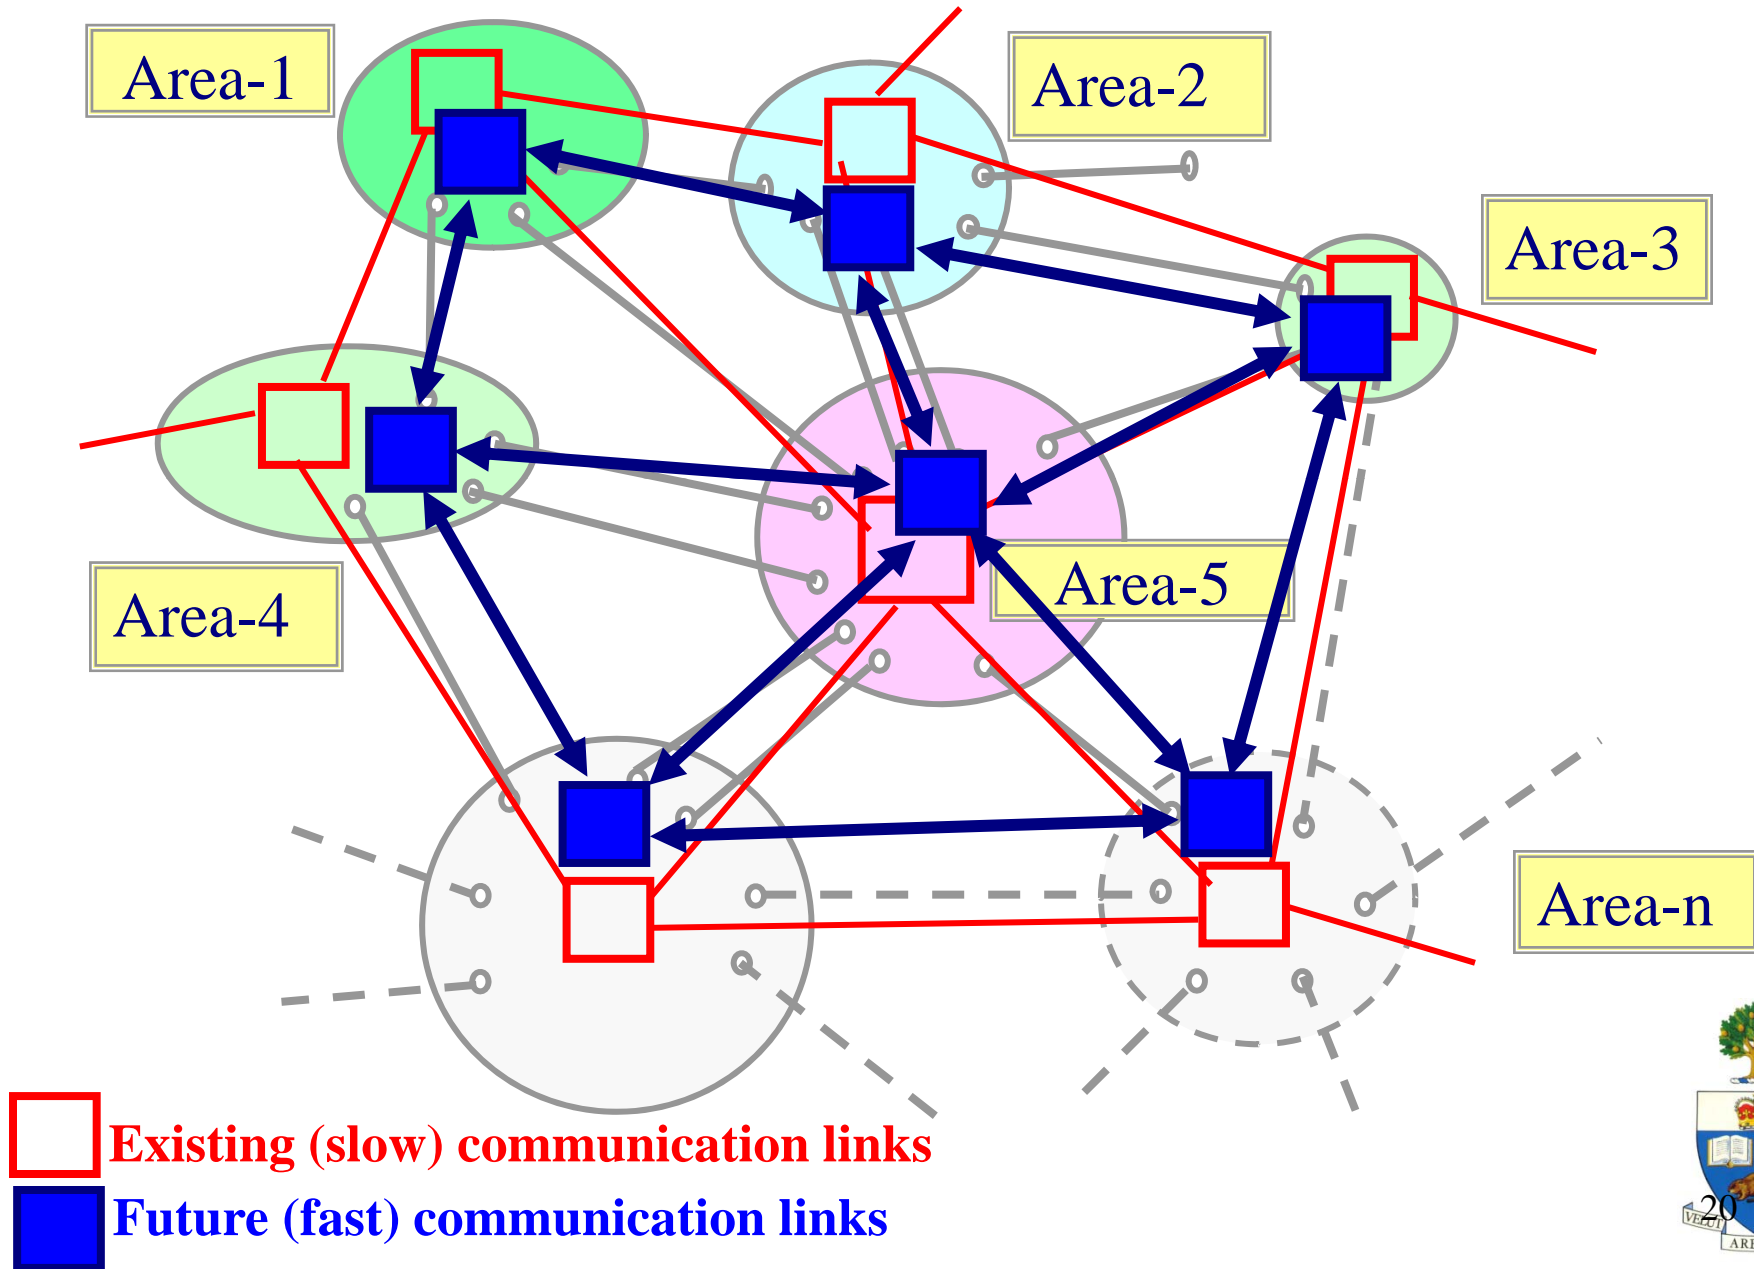 Area-1
Area-2
Area-3
Area-4
Area-5
Area-n
Existing (slow) communication links
Future (fast) communication links
20